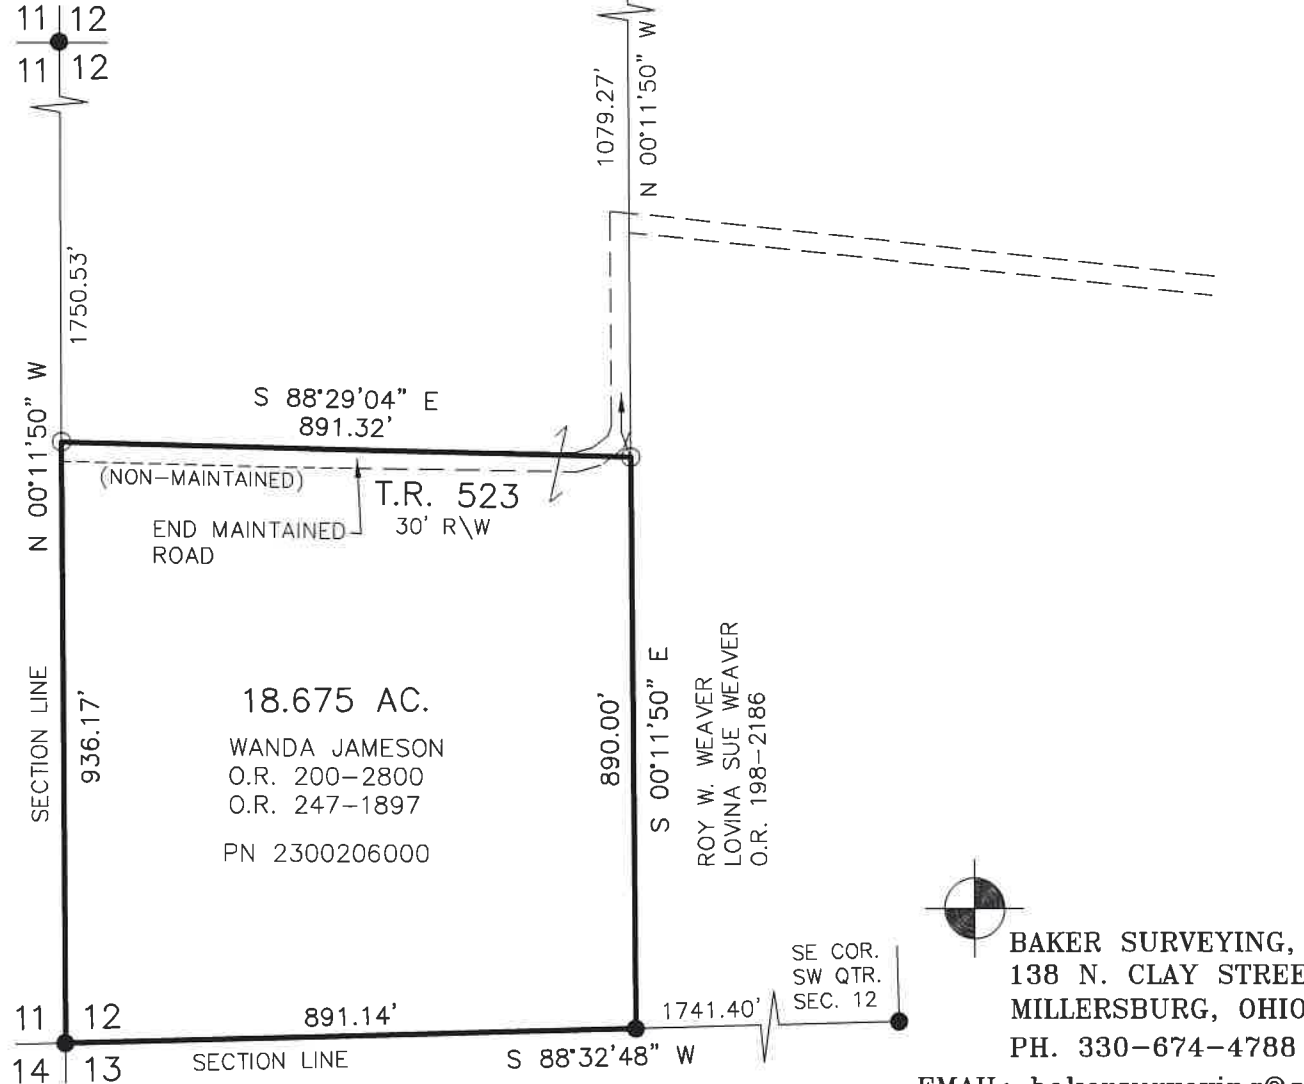 11 12
11 12
1079.27'
N 00°11'50" W
1750.53'
N 00°11'50" W
S 88°29'04" E
891.32'
(NON-MAINTAINED)
T.R. 523
30' R\W
END MAINTAINED
ROAD
SECTION LINE
936.17'
18.675 AC.
WANDA JAMESON
O.R. 200-2800
O.R. 247-1897
PN 2300206000
890.00'
S 00°11'50" E
ROY W. WEAVER
LOVINA SUE WEAVER
O.R. 198-2186
SE COR.
SW QTR.
SEC. 12
1741.40'
11 12
14 13
891.14'
SECTION LINE
S 88°32'48" W
BAKER SURVEYING,
138 N. CLAY STREE
MILLERSBURG, OHIO
PH. 330-674-4788